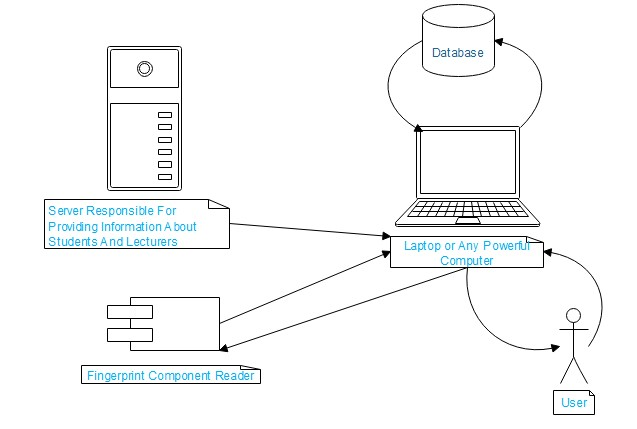 Database
Server Responsible For
Providing Information About
Students And Lecturers
Laptop or Any Powerful
Computer
Fingerprint Component Reader
User